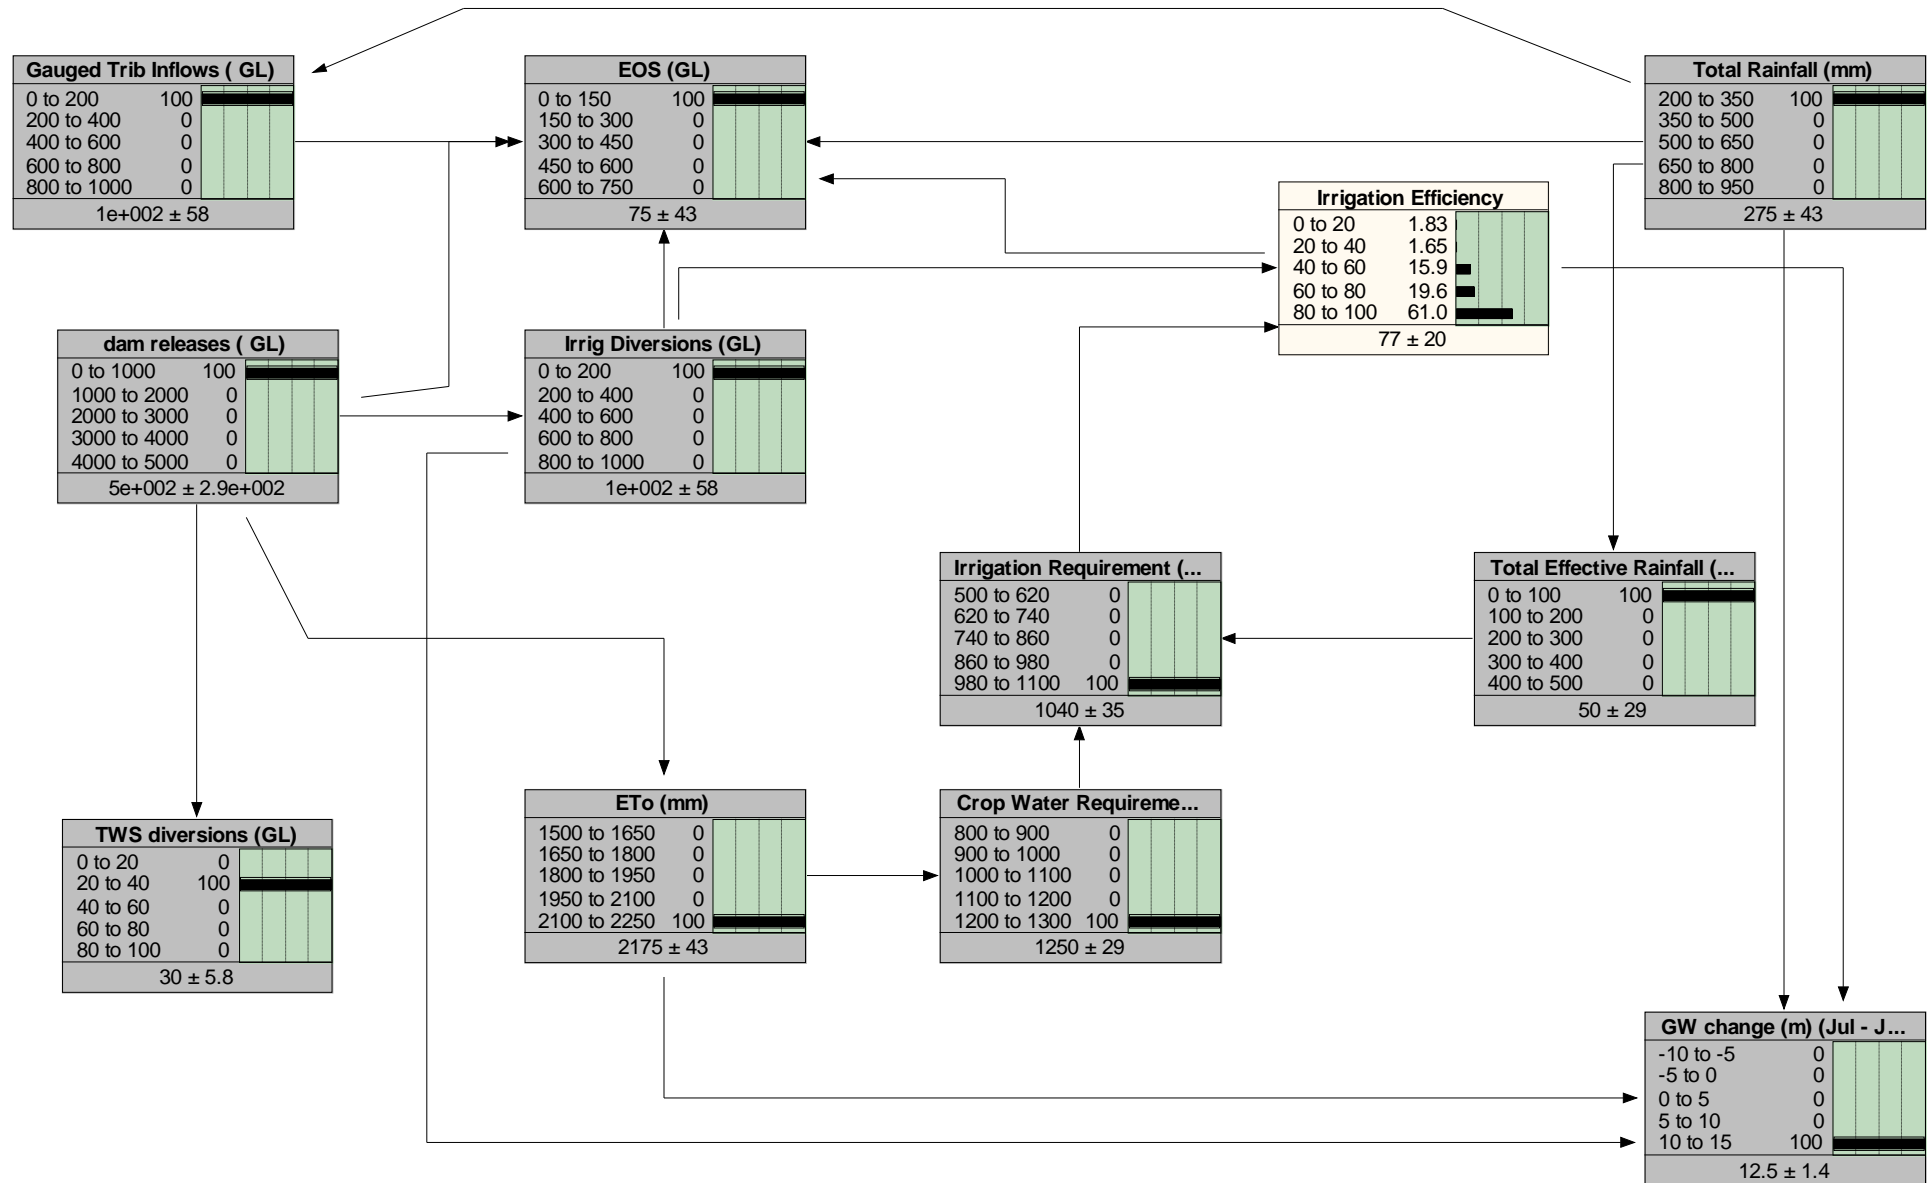 Gauged Trib Inflows ( GL)
0 to 200 100
200 to 400 0
400 to 600 0
600 to 800 0
800 to 1000 0
1e+002 ± 58
EOS (GL)
0 to 150 100
150 to 300 0
300 to 450 0
450 to 600 0
600 to 750 0
75 ± 43
Total Rainfall (mm)
200 to 350 100
350 to 500 0
500 to 650 0
650 to 800 0
800 to 950 0
275 ± 43
Irrigation Efficiency
0 to 20 1.83
20 to 40 1.65
40 to 60 15.9
60 to 80 19.6
80 to 100 61.0
77 ± 20
dam releases ( GL)
0 to 1000 100
1000 to 2000 0
2000 to 3000 0
3000 to 4000 0
4000 to 5000 0
5e+002 ± 2.9e+002
Irrig Diversions (GL)
0 to 200 100
200 to 400 0
400 to 600 0
600 to 800 0
800 to 1000 0
1e+002 ± 58
Irrigation Requirement (...
500 to 620 0
620 to 740 0
740 to 860 0
860 to 980 0
980 to 1100 100
1040 ± 35
Total Effective Rainfall (...
0 to 100 100
100 to 200 0
200 to 300 0
300 to 400 0
400 to 500 0
50 ± 29
TWS diversions (GL)
0 to 20 0
20 to 40 100
40 to 60 0
60 to 80 0
80 to 100 0
30 ± 5.8
ETo (mm)
1500 to 1650 0
1650 to 1800 0
1800 to 1950 0
1950 to 2100 0
2100 to 2250 100
2175 ± 43
Crop Water Requireme...
800 to 900 0
900 to 1000 0
1000 to 1100 0
1100 to 1200 0
1200 to 1300 100
1250 ± 29
GW change (m) (Jul - J...
-10 to -5 0
-5 to 0 0
0 to 5 0
5 to 10 0
10 to 15 100
12.5 ± 1.4